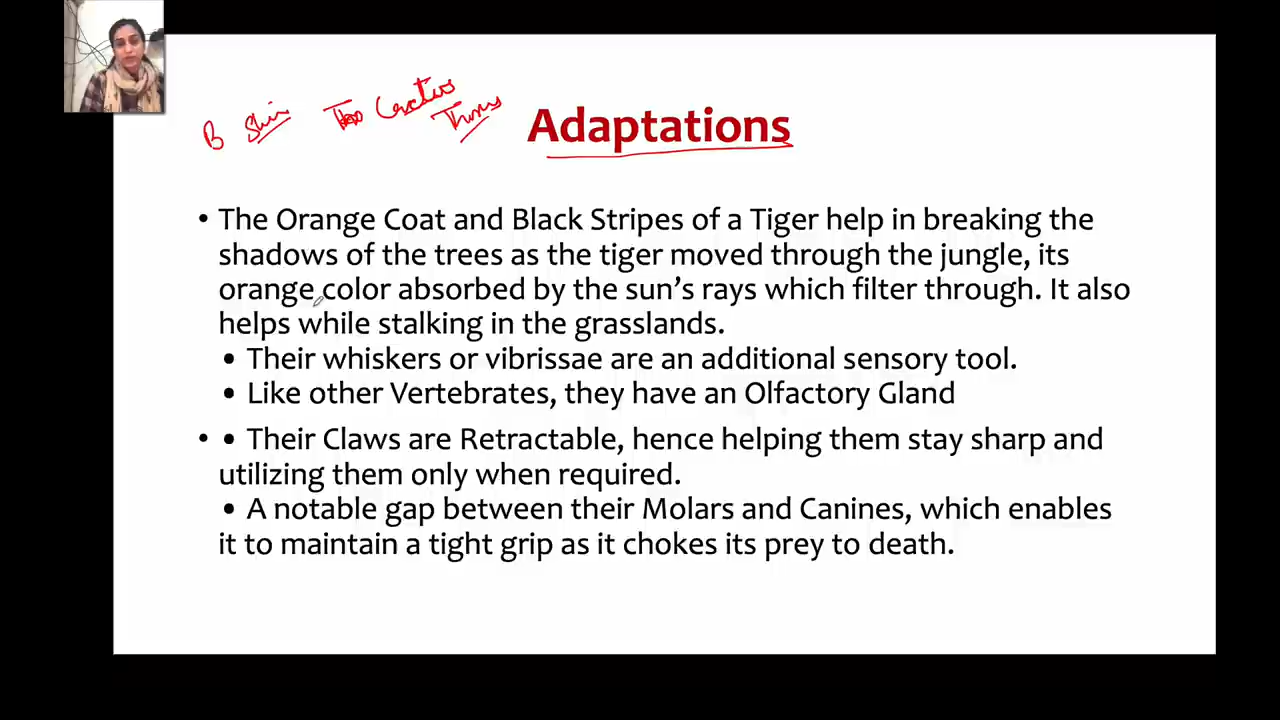 B Skin Cactus
Thorns
Adaptations
• The Orange Coat and Black Stripes of a Tiger help in breaking the
shadows of the trees as the tiger moved through the jungle, its
orange color absorbed by the sun's rays which filter through. It also
helps while stalking in the grasslands.
• Their whiskers or vibrissae are an additional sensory tool.
• Like other Vertebrates, they have an Olfactory Gland
• • Their Claws are Retractable, hence helping them stay sharp and
utilizing them only when required.
• A notable gap between their Molars and Canines, which enables
it to maintain a tight grip as it chokes its prey to death.